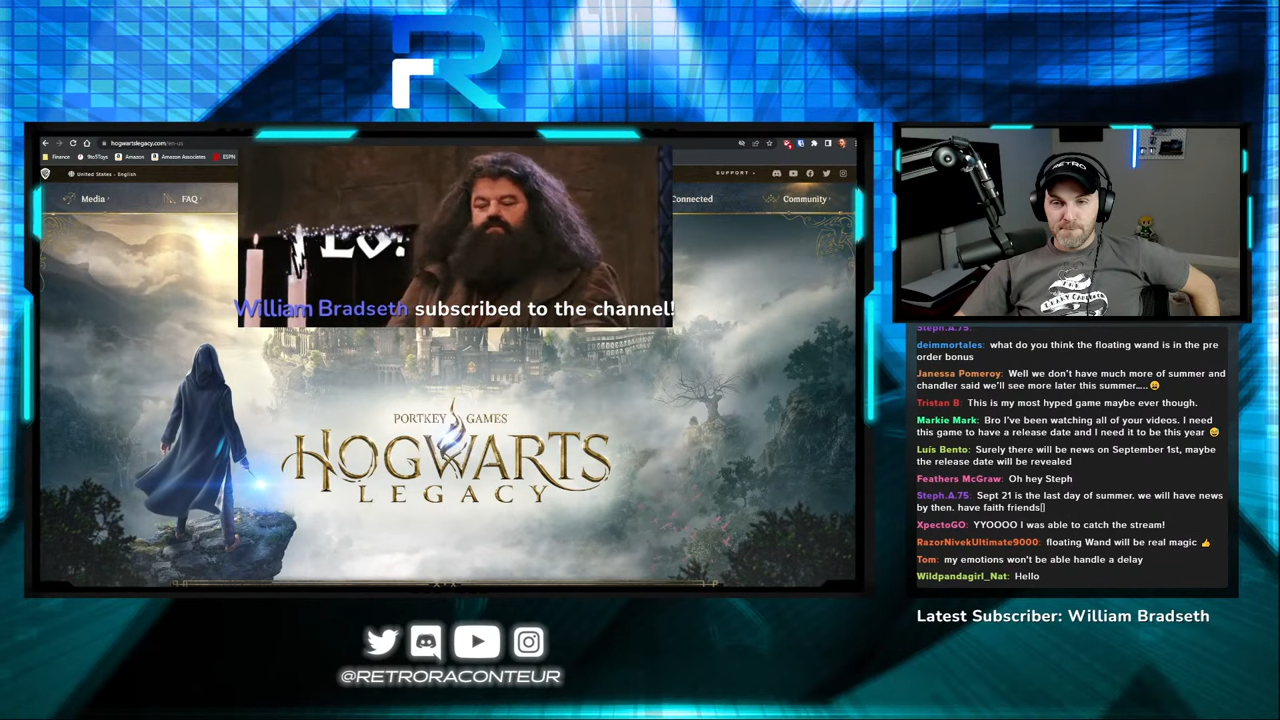 hogwartslegacy.com/en-us
Finance 9to5Toys Amazon Amazon Associates ESPN
United States - English
SUPPORT
Media
FAQ
Connected
Community
William Bradseth subscribed to the channel!
PORTKEY GAMES
HOGWARTS
LEGACY
RETRO
Steph.A.75:
deimmortales: what do you think the floating wand is in the pre
order bonus
Janessa Pomeroy: Well we don't have much more of summer and
chandler said we'll see more later this summer.....😩
Tristan B: This is my most hyped game maybe ever though.
Markie Mark: Bro I've been watching all of your videos. I need
this game to have a release date and I need it to be this year 😅
Luís Bento: Surely there will be news on September 1st, maybe
the release date will be revealed
Feathers McGraw: Oh hey Steph
Steph.A.75: Sept 21 is the last day of summer. we will have news
by then. have faith friends▯
XpectoGO: YYOOOO I was able to catch the stream!
RazorNivekUltimate9000: floating Wand will be real magic 👍
Tom: my emotions won't be able handle a delay
Wildpandagirl_Nat: Hello
Latest Subscriber: William Bradseth
@RETRORACONTEUR